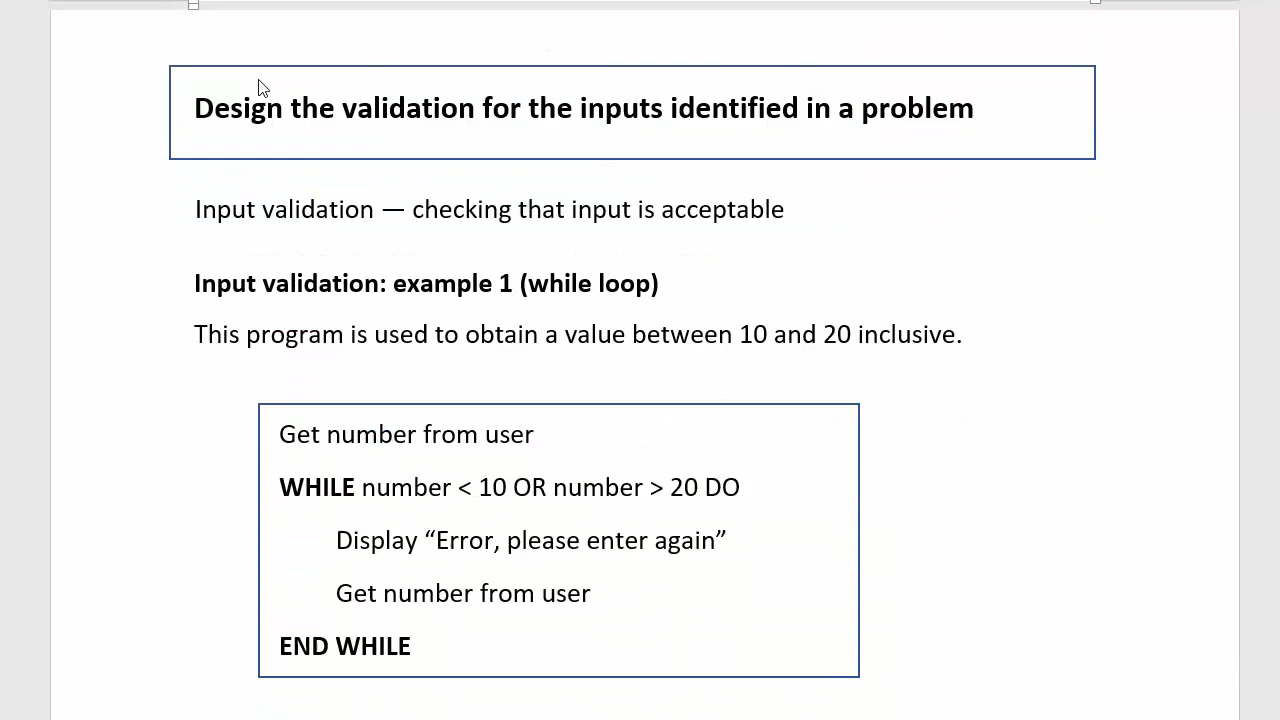 Design the validation for the inputs identified in a problem
Input validation — checking that input is acceptable
Input validation: example 1 (while loop)
This program is used to obtain a value between 10 and 20 inclusive.
Get number from user
WHILE number < 10 OR number > 20 DO
Display “Error, please enter again”
Get number from user
END WHILE